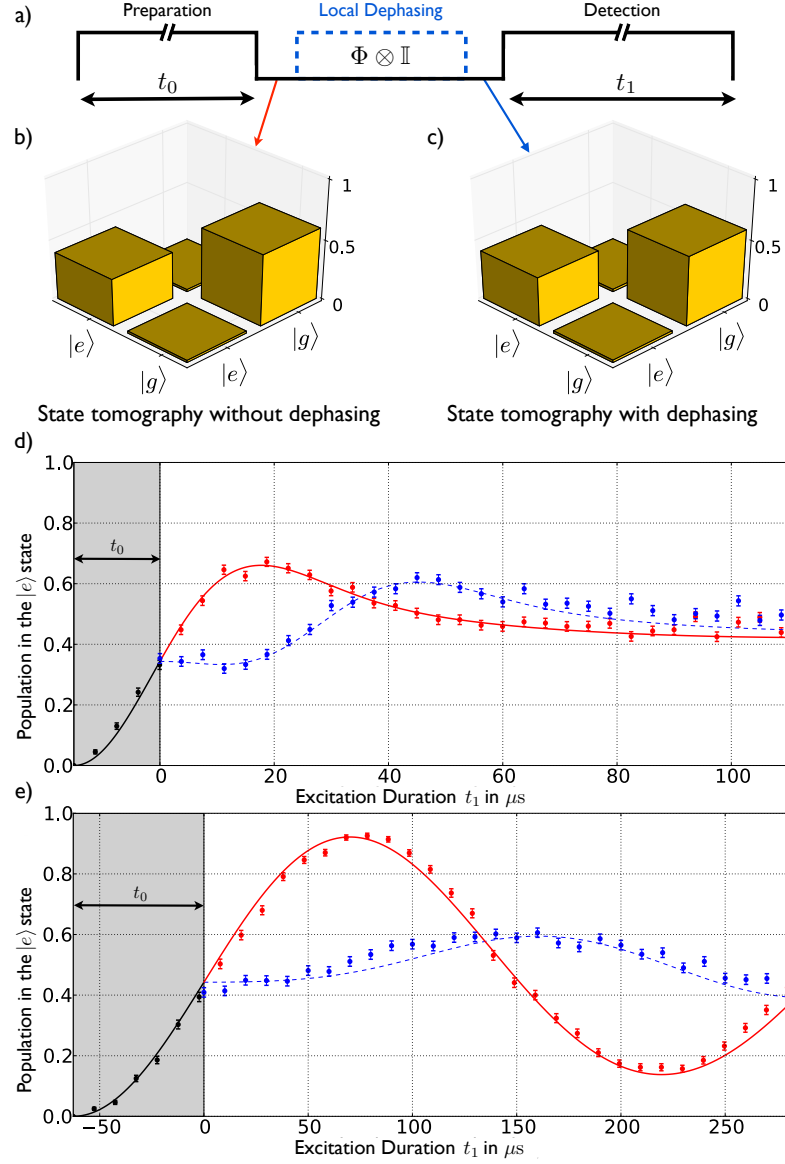 a)
Preparation
Local Dephasing
Detection
Φ ⊗ 𝕀
t₀
t₁
b)
c)
1
0.5
0
|e⟩
|g⟩
|e⟩
|g⟩
1
0.5
0
|e⟩
|g⟩
|e⟩
|g⟩
State tomography without dephasing
State tomography with dephasing
d)
Population in the |e⟩ state
1.0
0.8
0.6
0.4
0.2
0.0
t₀
0
20
40
60
80
100
Excitation Duration t₁ in μs
e)
Population in the |e⟩ state
1.0
0.8
0.6
0.4
0.2
0.0
t₀
−50
0
50
100
150
200
250
Excitation Duration t₁ in μs